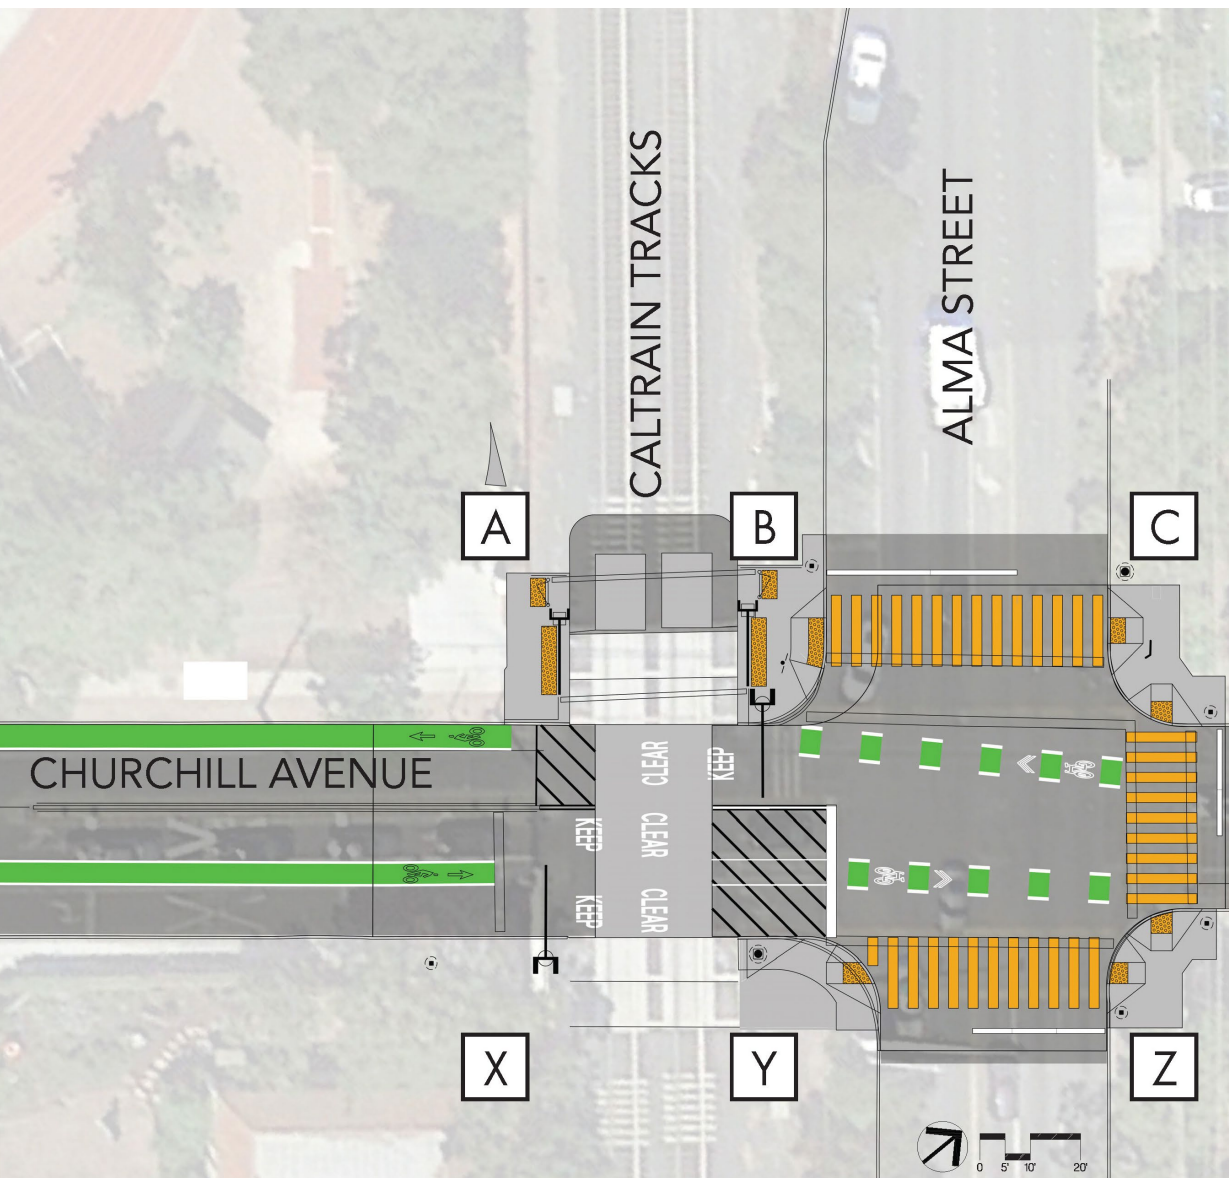 CALTRAIN TRACKS
ALMA STREET
A
B
C
CHURCHILL AVENUE
CLEAR
KEEP
KEEP
CLEAR
KEEP
CLEAR
X
Y
Z
0 5' 10' 20'